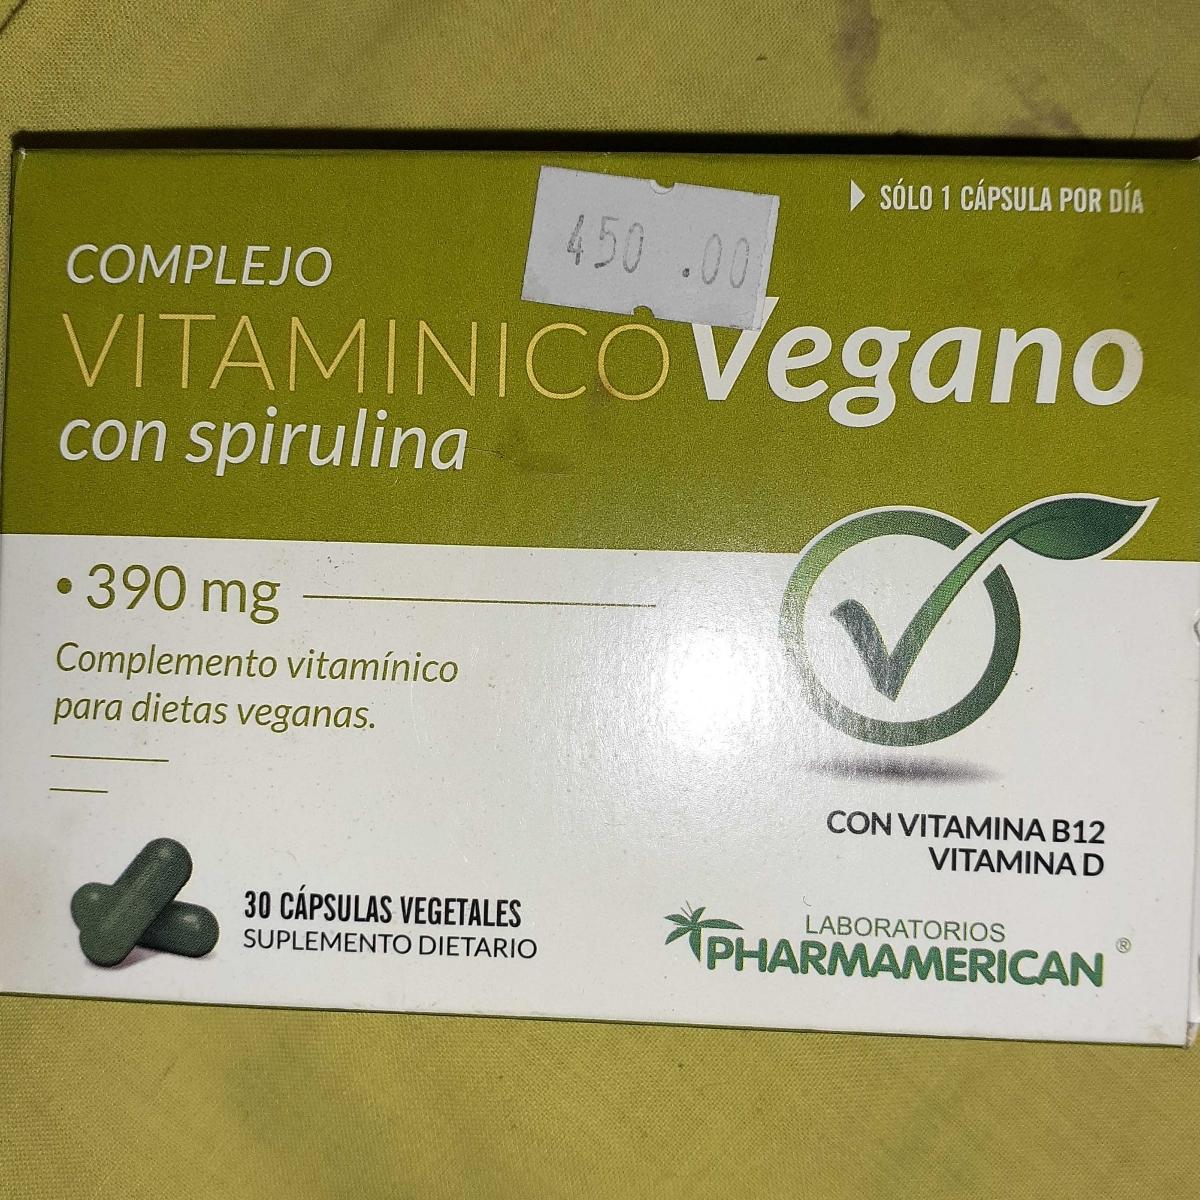 SÓLO 1 CÁPSULA POR DÍA
450.00
COMPLEJO
VITAMINICO Vegano
con spirulina
• 390 mg
Complemento vitamínico
para dietas veganas.
CON VITAMINA B12
VITAMINA D
30 CÁPSULAS VEGETALES
SUPLEMENTO DIETARIO
LABORATORIOS
PHARMAMERICAN®